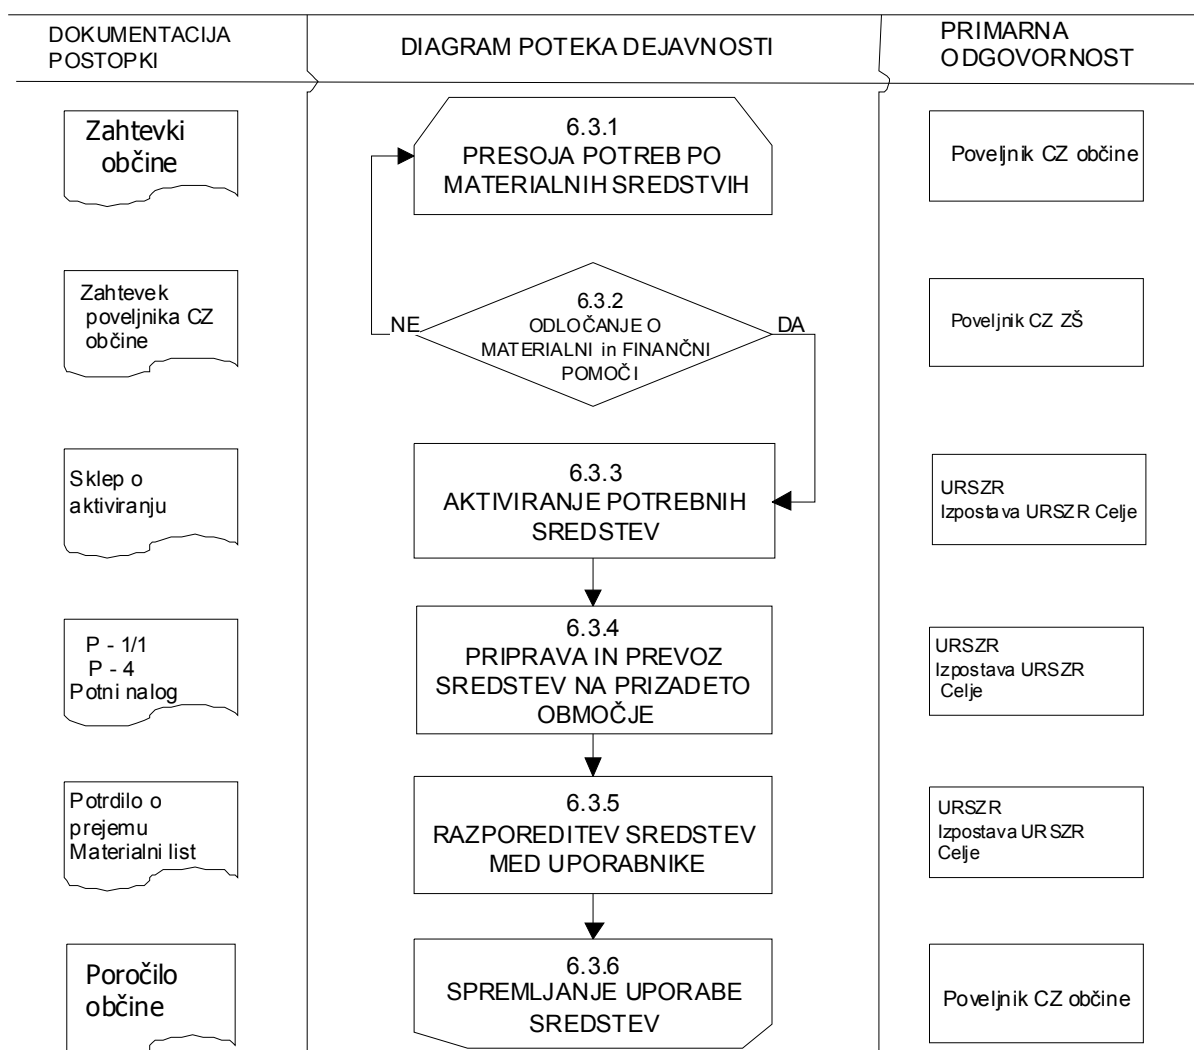 DOKUMENTACIJA
POSTOPKI
DIAGRAM POTEKA DEJAVNOSTI
PRIMARNA
ODGOVORNOST
Zahtevki
občine
6.3.1
PRESOJA POTREB PO
MATERIALNIH SREDSTVIH
Poveljnik CZ občine
Zahtevek
poveljnika CZ
občine
6.3.2
ODLOČANJE O
MATERIALNI in FINANČNI
POMOČI
NE
DA
Poveljnik CZ ZŠ
Sklep o
aktiviranju
6.3.3
AKTIVIRANJE POTREBNIH
SREDSTEV
URSZR
Izpostava URSZR Celje
P - 1/1
P - 4
Potni nalog
6.3.4
PRIPRAVA IN PREVOZ
SREDSTEV NA PRIZADETO
OBMOČJE
URSZR
Izpostava URSZR
Celje
Potrdilo o
prejemu
Materialni list
6.3.5
RAZPOREDITEV SREDSTEV
MED UPORABNIKE
URSZR
Izpostava URSZR
Celje
Poročilo
občine
6.3.6
SPREMLJANJE UPORABE
SREDSTEV
Poveljnik CZ občine